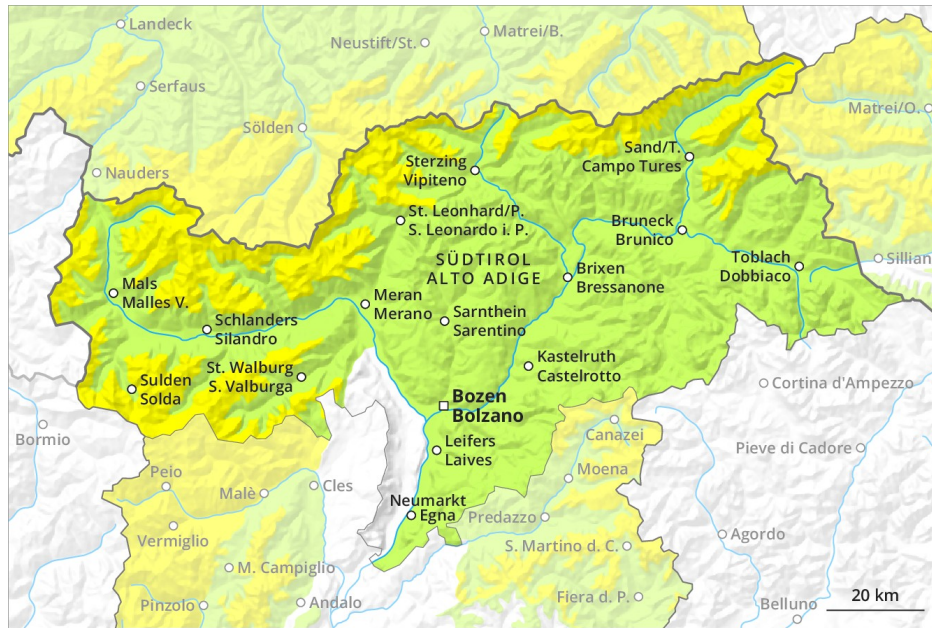 Landeck
Neustift/St.
Matrei/B.
Serfaus
Matrei/O.
Sölden
Nauders
Sterzing
Vipiteno
Sand/T.
Campo Tures
St. Leonhard/P.
S. Leonardo i. P.
Bruneck
Brunico
SÜDTIROL
ALTO ADIGE
Toblach
Dobbiaco
Sillian
Brixen
Bressanone
Mals
Malles V.
Meran
Merano
Schlanders
Silandro
Sarnthein
Sarentino
St. Walburg
S. Valburga
Kastelruth
Castelrotto
Sulden
Solda
Cortina d'Ampezzo
Bozen
Bolzano
Bormio
Canazei
Leifers
Laives
Pieve di Cadore
Peio
Moena
Malè
Cles
Neumarkt
Egna
Predazzo
Vermiglio
Agordo
S. Martino d. C.
M. Campiglio
Fiera d. P.
Pinzolo
Andalo
Belluno
20 km